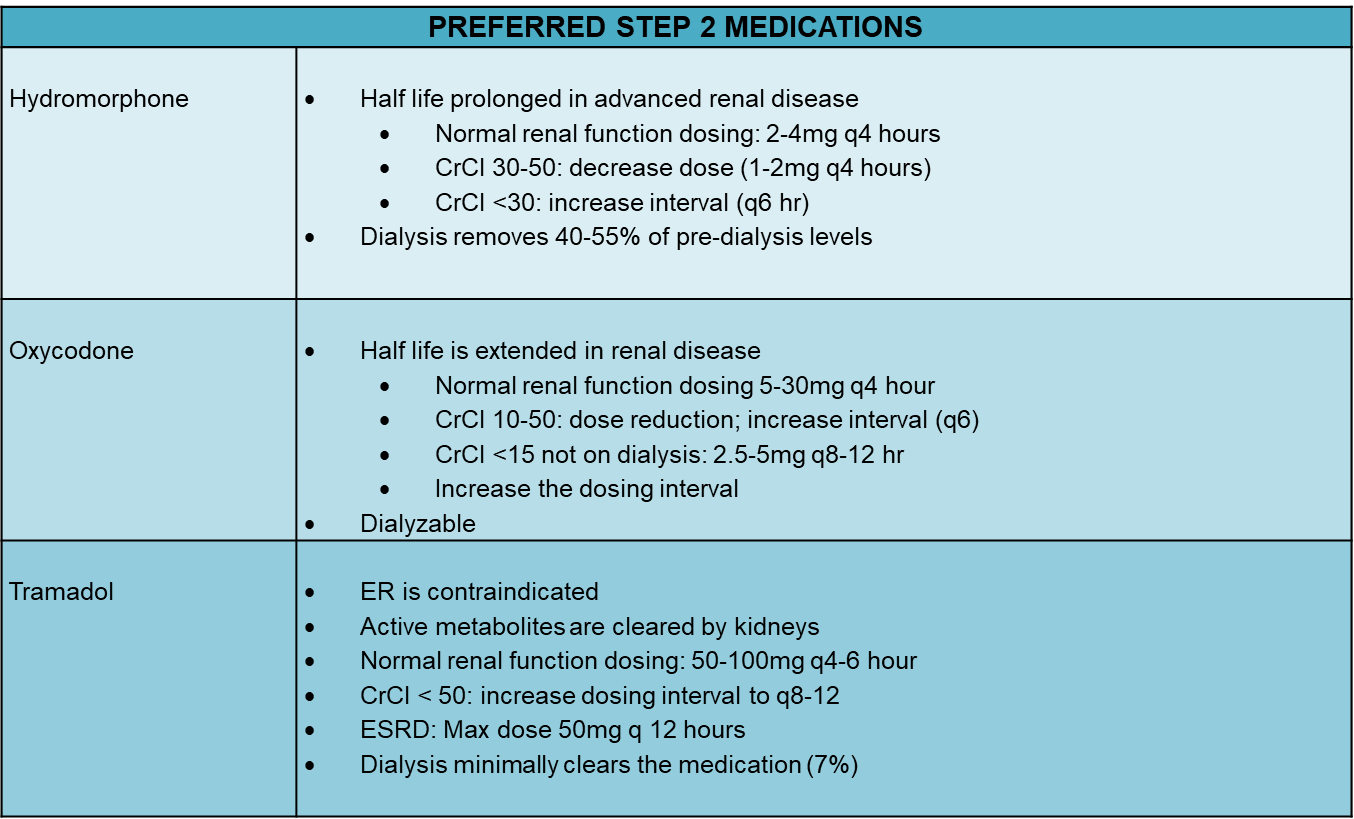 PREFERRED STEP 2 MEDICATIONS
Hydromorphone
• Half life prolonged in advanced renal disease
• Normal renal function dosing: 2-4mg q4 hours
• CrCl 30-50: decrease dose (1-2mg q4 hours)
• CrCl <30: increase interval (q6 hr)
• Dialysis removes 40-55% of pre-dialysis levels
Oxycodone
• Half life is extended in renal disease
• Normal renal function dosing 5-30mg q4 hour
• CrCl 10-50: dose reduction; increase interval (q6)
• CrCl <15 not on dialysis: 2.5-5mg q8-12 hr
• Increase the dosing interval
• Dialyzable
Tramadol
• ER is contraindicated
• Active metabolites are cleared by kidneys
• Normal renal function dosing: 50-100mg q4-6 hour
• CrCl < 50: increase dosing interval to q8-12
• ESRD: Max dose 50mg q 12 hours
• Dialysis minimally clears the medication (7%)